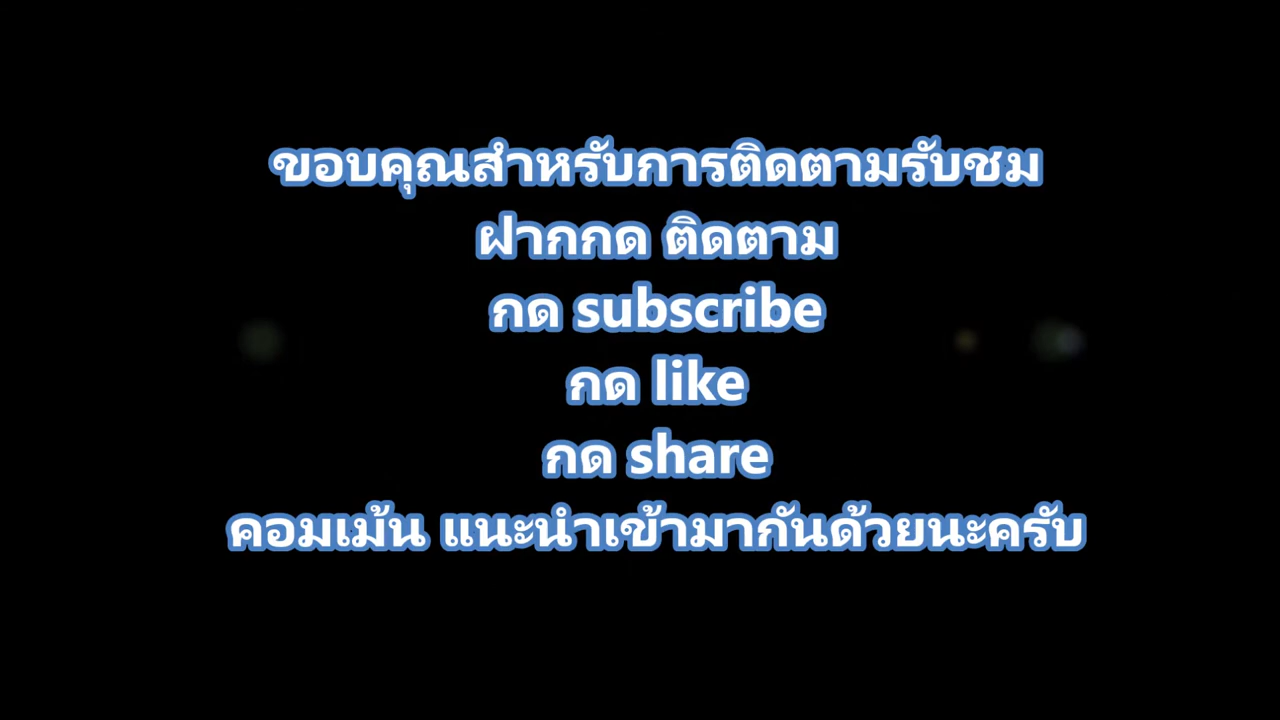 ขอบคุณสำหรับการติดตามรับชม
ฝากกด ติดตาม
กด subscribe
กด like
กด share
คอมเม้น แนะนำเข้ามากันด้วยนะครับ